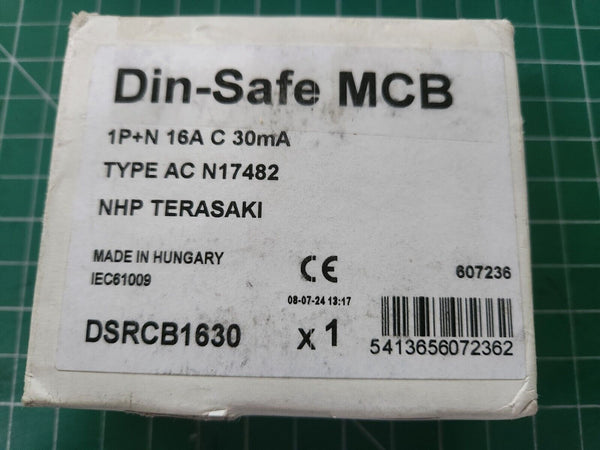 Din-Safe MCB
1P+N 16A C 30mA
TYPE AC N17482
NHP TERASAKI
MADE IN HUNGARY
IEC61009
CE
607236
08-07-24 13:17
DSRCB1630
x 1
5413656072362